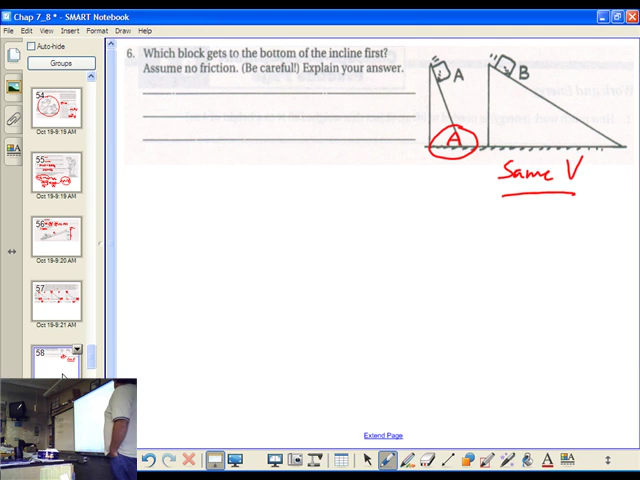 Chap 7_8 * - SMART Notebook
File Edit View Insert Format Draw Help
Auto-hide
Groups
54
Oct 19-9:19 AM
55
Oct 19-9:19 AM
56
Oct 19-9:20 AM
57
Oct 19-9:21 AM
58
6. Which block gets to the bottom of the incline first?
Assume no friction. (Be careful!) Explain your answer.
A
B
A
Same V
Extend Page